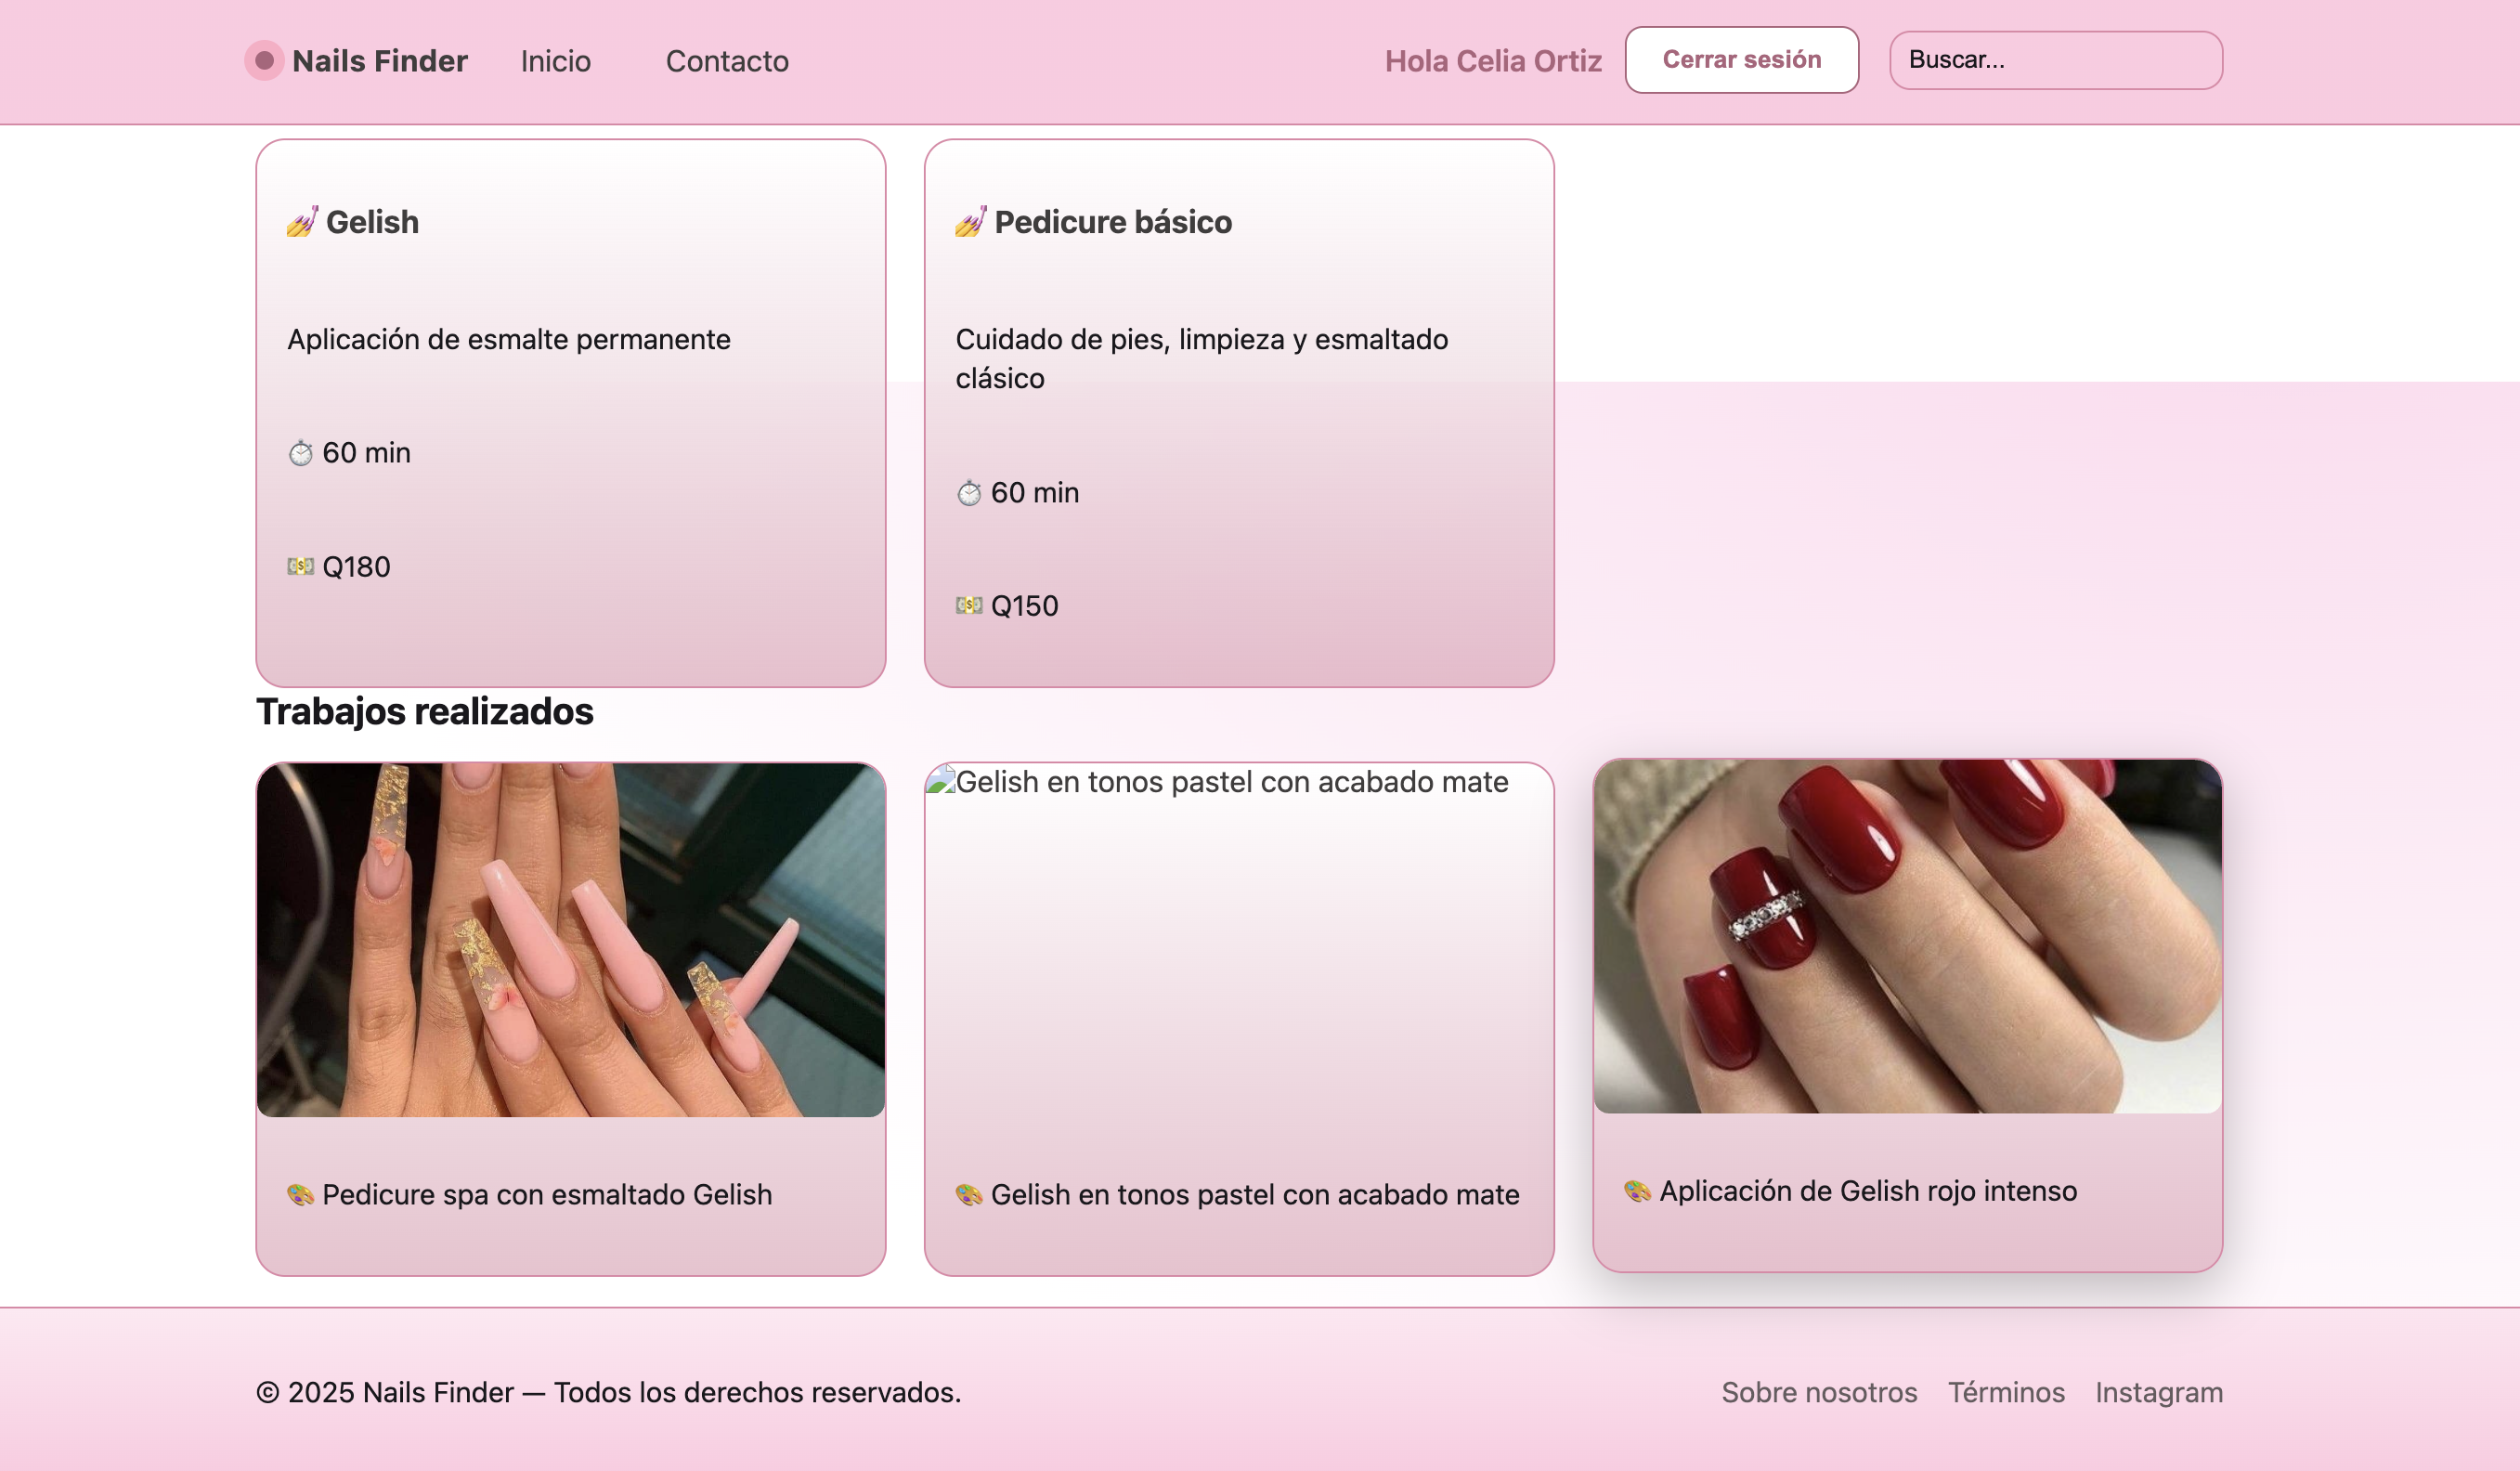 Nails Finder Inicio Contacto Hola Celia Ortiz Cerrar sesión Buscar...
💅 Gelish
Aplicación de esmalte permanente
⏱️ 60 min
💵 Q180
💅 Pedicure básico
Cuidado de pies, limpieza y esmaltado
clásico
⏱️ 60 min
💵 Q150
Trabajos realizados
🎨 Pedicure spa con esmaltado Gelish
Gelish en tonos pastel con acabado mate
🎨 Gelish en tonos pastel con acabado mate
🎨 Aplicación de Gelish rojo intenso
© 2025 Nails Finder — Todos los derechos reservados. Sobre nosotros Términos Instagram